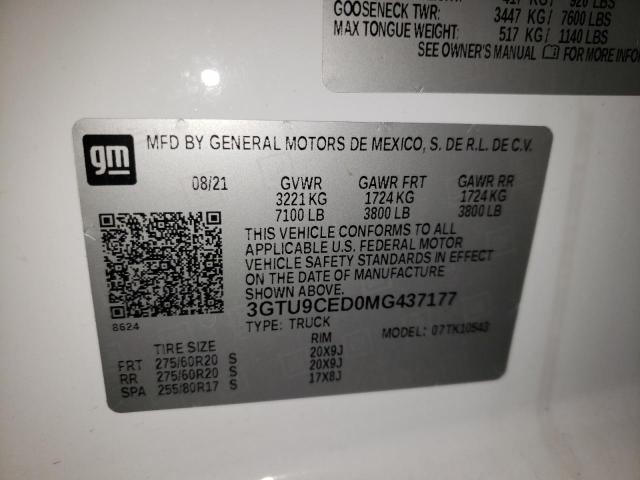 417 KG/ 920 LBS
GOOSENECK TWR: 3447 KG/ 7600 LBS
MAX TONGUE WEIGHT: 517 KG/ 1140 LBS
SEE OWNER'S MANUAL FOR MORE INFO
gm
MFD BY GENERAL MOTORS DE MEXICO, S. DE R.L. DE C.V.
08/21 GVWR GAWR FRT GAWR RR
3221 KG 1724 KG 1724 KG
7100 LB 3800 LB 3800 LB
THIS VEHICLE CONFORMS TO ALL
APPLICABLE U.S. FEDERAL MOTOR
VEHICLE SAFETY STANDARDS IN EFFECT
ON THE DATE OF MANUFACTURE
SHOWN ABOVE.
3GTU9CED0MG437177
8624
TYPE: TRUCK MODEL: 07TK10543
TIRE SIZE RIM
FRT 275/60R20 S 20X9J
RR 275/60R20 S 20X9J
SPA 255/80R17 S 17X8J